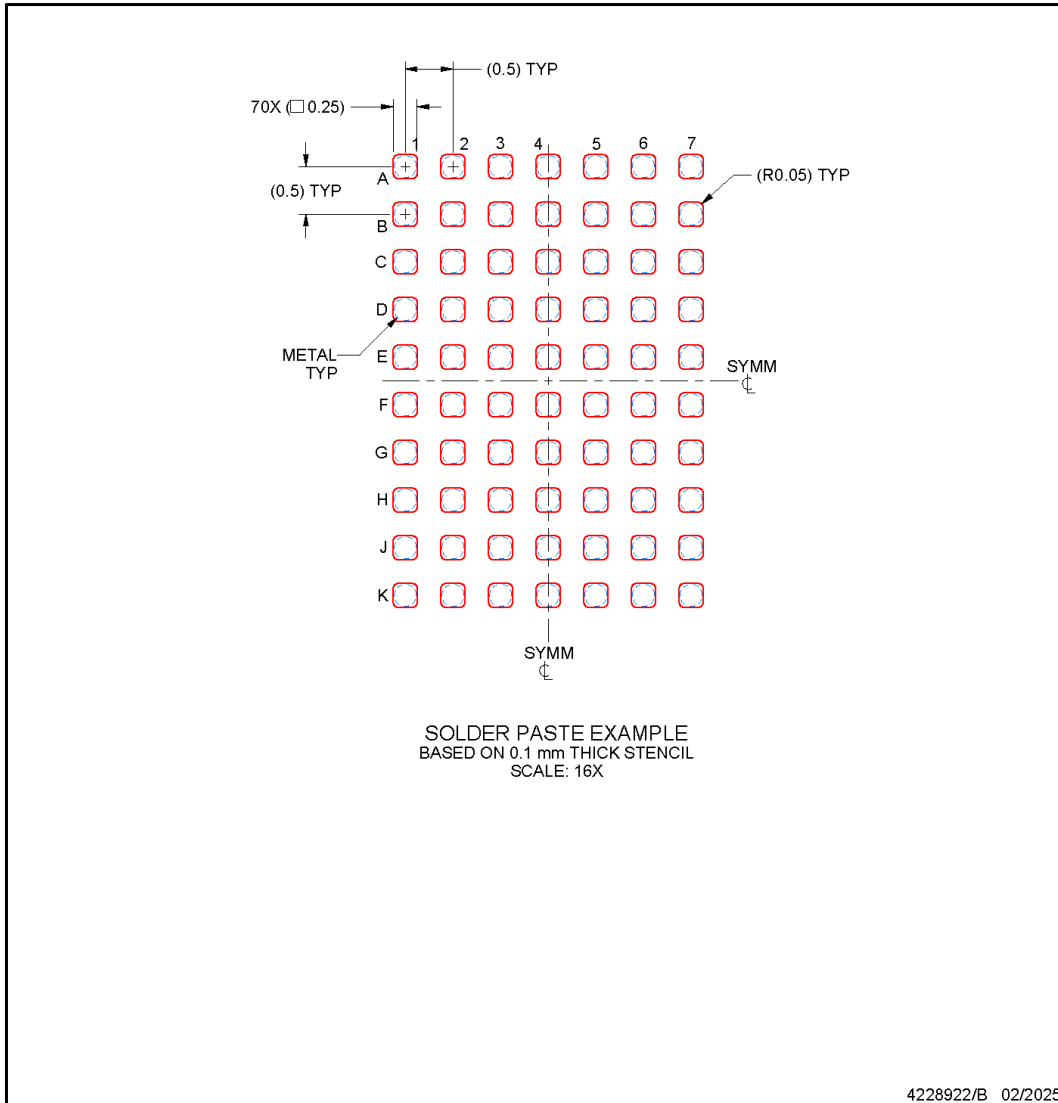 (0.5) TYP
70X (□ 0.25)
1 2 3 4 5 6 7
A
(R0.05) TYP
(0.5) TYP
B
C
D
METAL
TYP
E
SYMM
℄
F
G
H
J
K
SYMM
℄
SOLDER PASTE EXAMPLE
BASED ON 0.1 mm THICK STENCIL
SCALE: 16X
4228922/B 02/2025